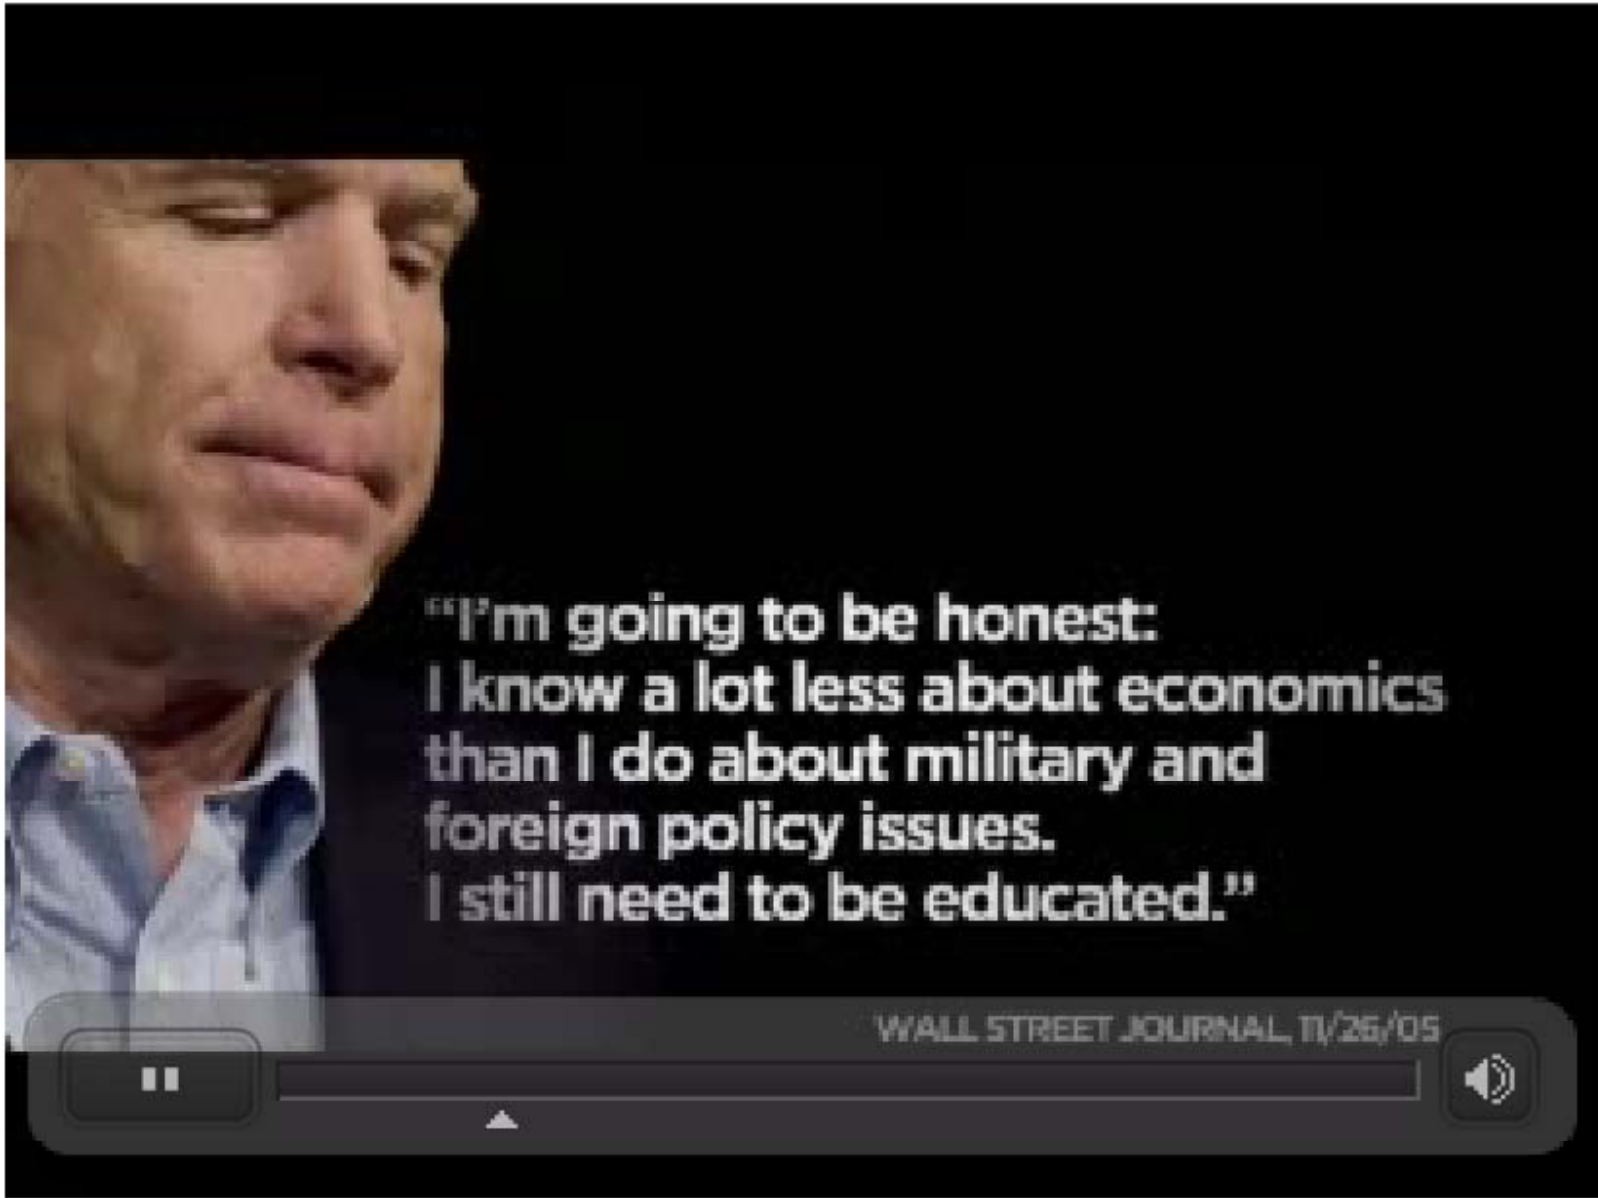 “I’m going to be honest:
I know a lot less about economics
than I do about military and
foreign policy issues.
I still need to be educated.”
WALL STREET JOURNAL, 11/26/05